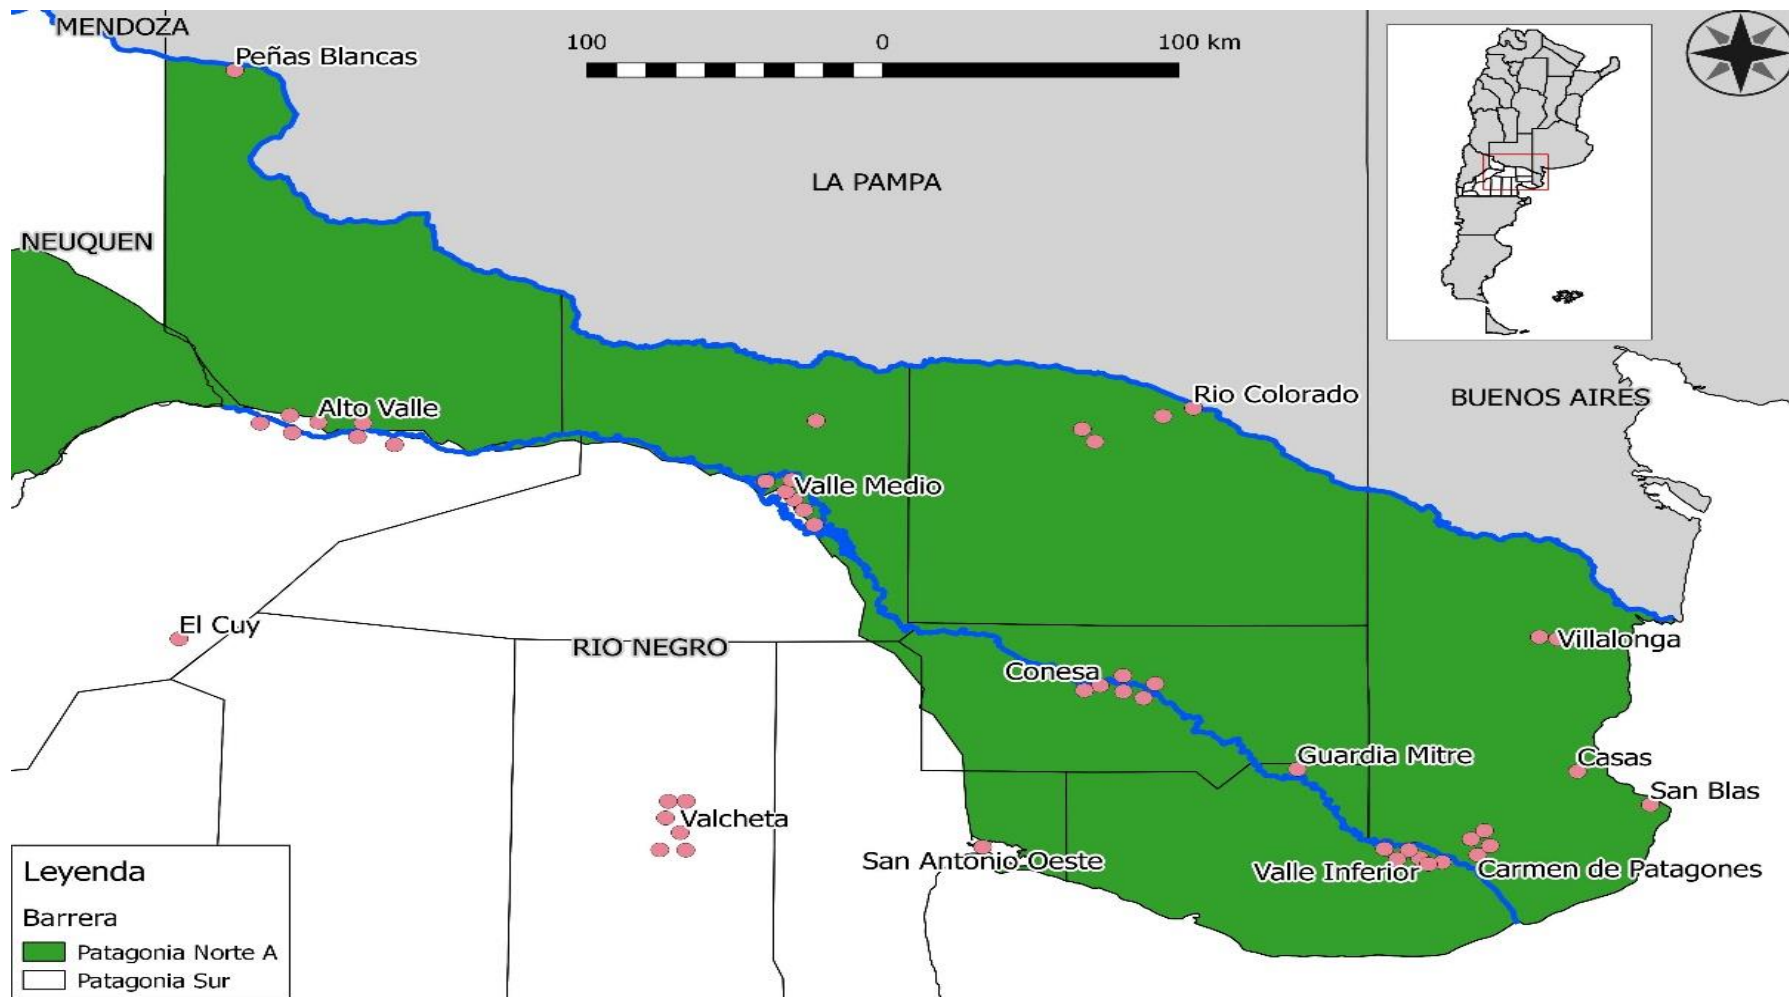 MENDOZA
Peñas Blancas
100 0 100 km
LA PAMPA
NEUQUEN
Alto Valle
Rio Colorado
BUENOS AIRES
Valle Medio
El Cuy
RIO NEGRO
Villalonga
Conesa
Guardia Mitre
Casas
San Blas
Valcheta
San Antonio Oeste
Valle Inferior
Carmen de Patagones
Leyenda
Barrera
Patagonia Norte A
Patagonia Sur